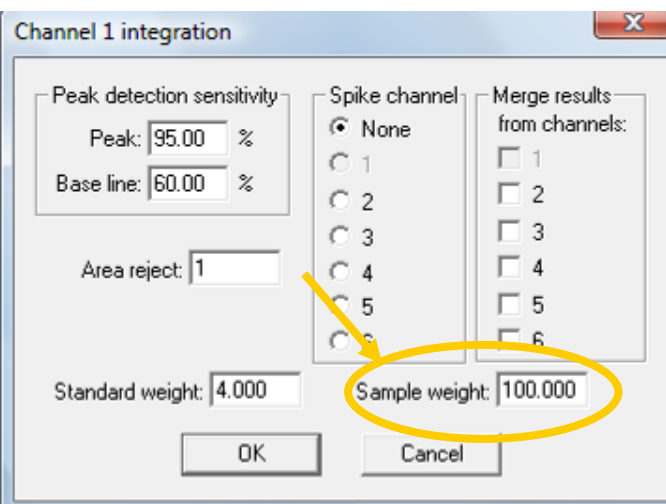 Channel 1 integration
Peak detection sensitivity
Peak: 95.00 %
Base line: 60.00 %
Area reject: 1
Spike channel
None
1
2
3
4
5
6
Merge results
from channels:
1
2
3
4
5
6
Standard weight: 4.000
Sample weight: 100.000
OK
Cancel